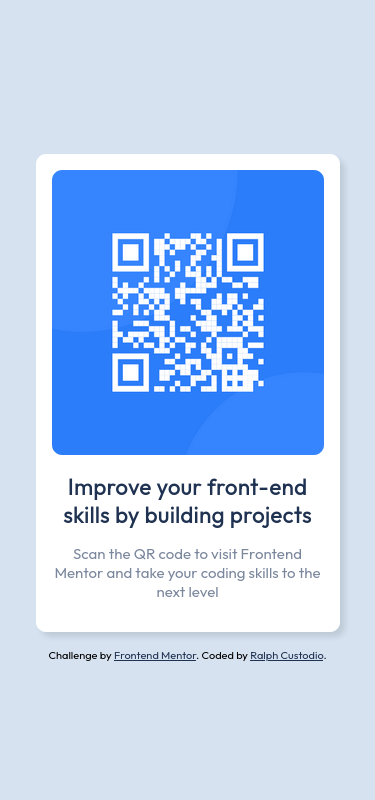 Improve your front-end
skills by building projects
Scan the QR code to visit Frontend
Mentor and take your coding skills to the
next level
Challenge by Frontend Mentor. Coded by Ralph Custodio.